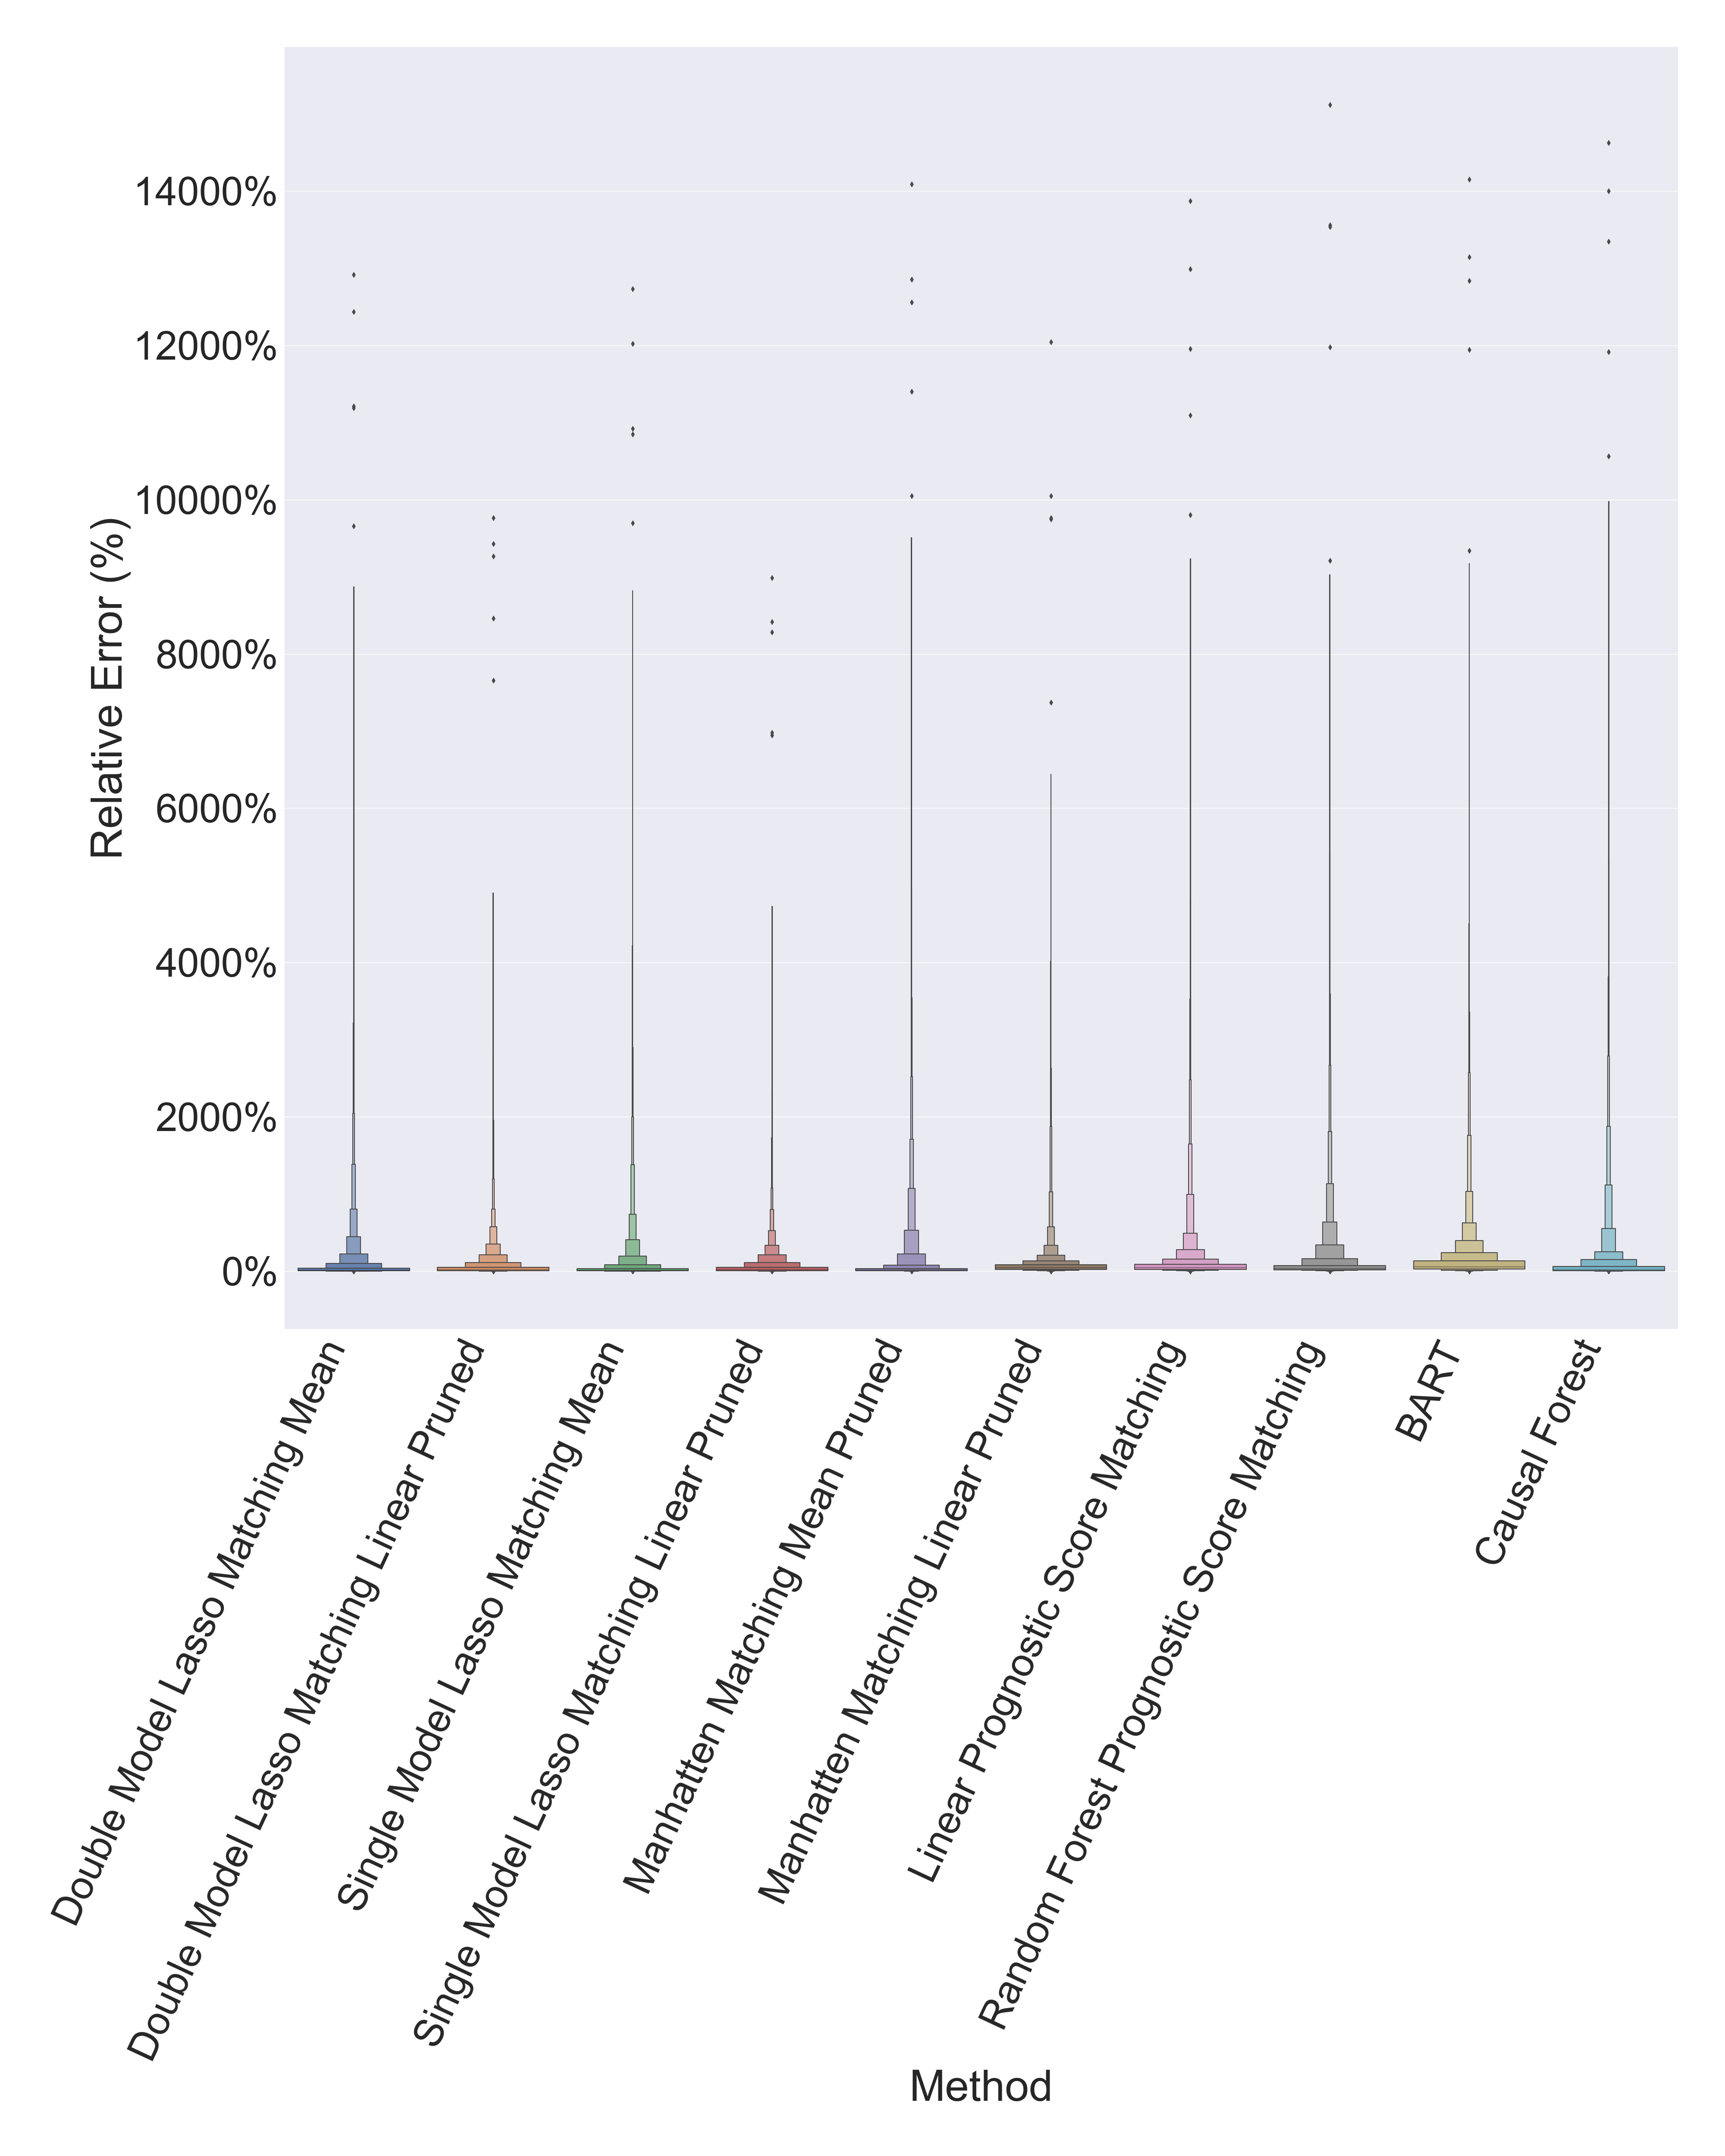 14000%
12000%
10000%
8000%
6000%
4000%
2000%
0%
Relative Error (%)
Double Model Lasso Matching Mean
Double Model Lasso Matching Linear Pruned
Single Model Lasso Matching Mean
Single Model Lasso Matching Linear Pruned
Manhatten Matching Mean Pruned
Manhatten Matching Linear Pruned
Linear Prognostic Score Matching
Random Forest Prognostic Score Matching
BART
Causal Forest
Method